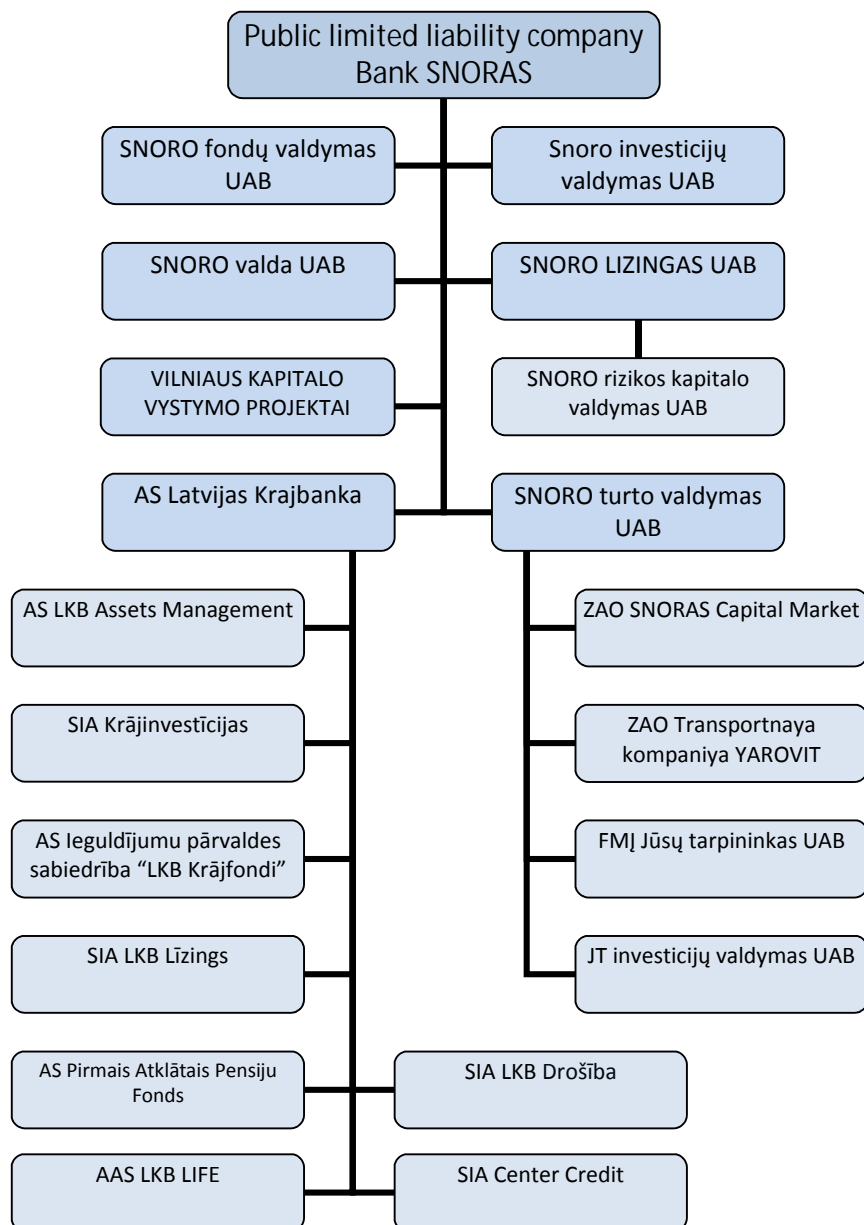 Public limited liability company
Bank SNORAS
SNORO fondų valdymas
UAB
Snoro investicijų
valdymas UAB
SNORO valda UAB
SNORO LIZINGAS UAB
VILNIAUS KAPITALO
VYSTYMO PROJEKTAI
SNORO rizikos kapitalo
valdymas UAB
AS Latvijas Krajbanka
SNORO turto valdymas
UAB
AS LKB Assets Management
ZAO SNORAS Capital Market
SIA Krājinvestīcijas
ZAO Transportnaya
kompaniya YAROVIT
AS Ieguldījumu pārvaldes
sabiedrība “LKB Krājfondi”
FMĮ Jūsų tarpininkas UAB
SIA LKB Līzings
JT investicijų valdymas UAB
AS Pirmais Atklātais Pensiju
Fonds
SIA LKB Drošība
AAS LKB LIFE
SIA Center Credit